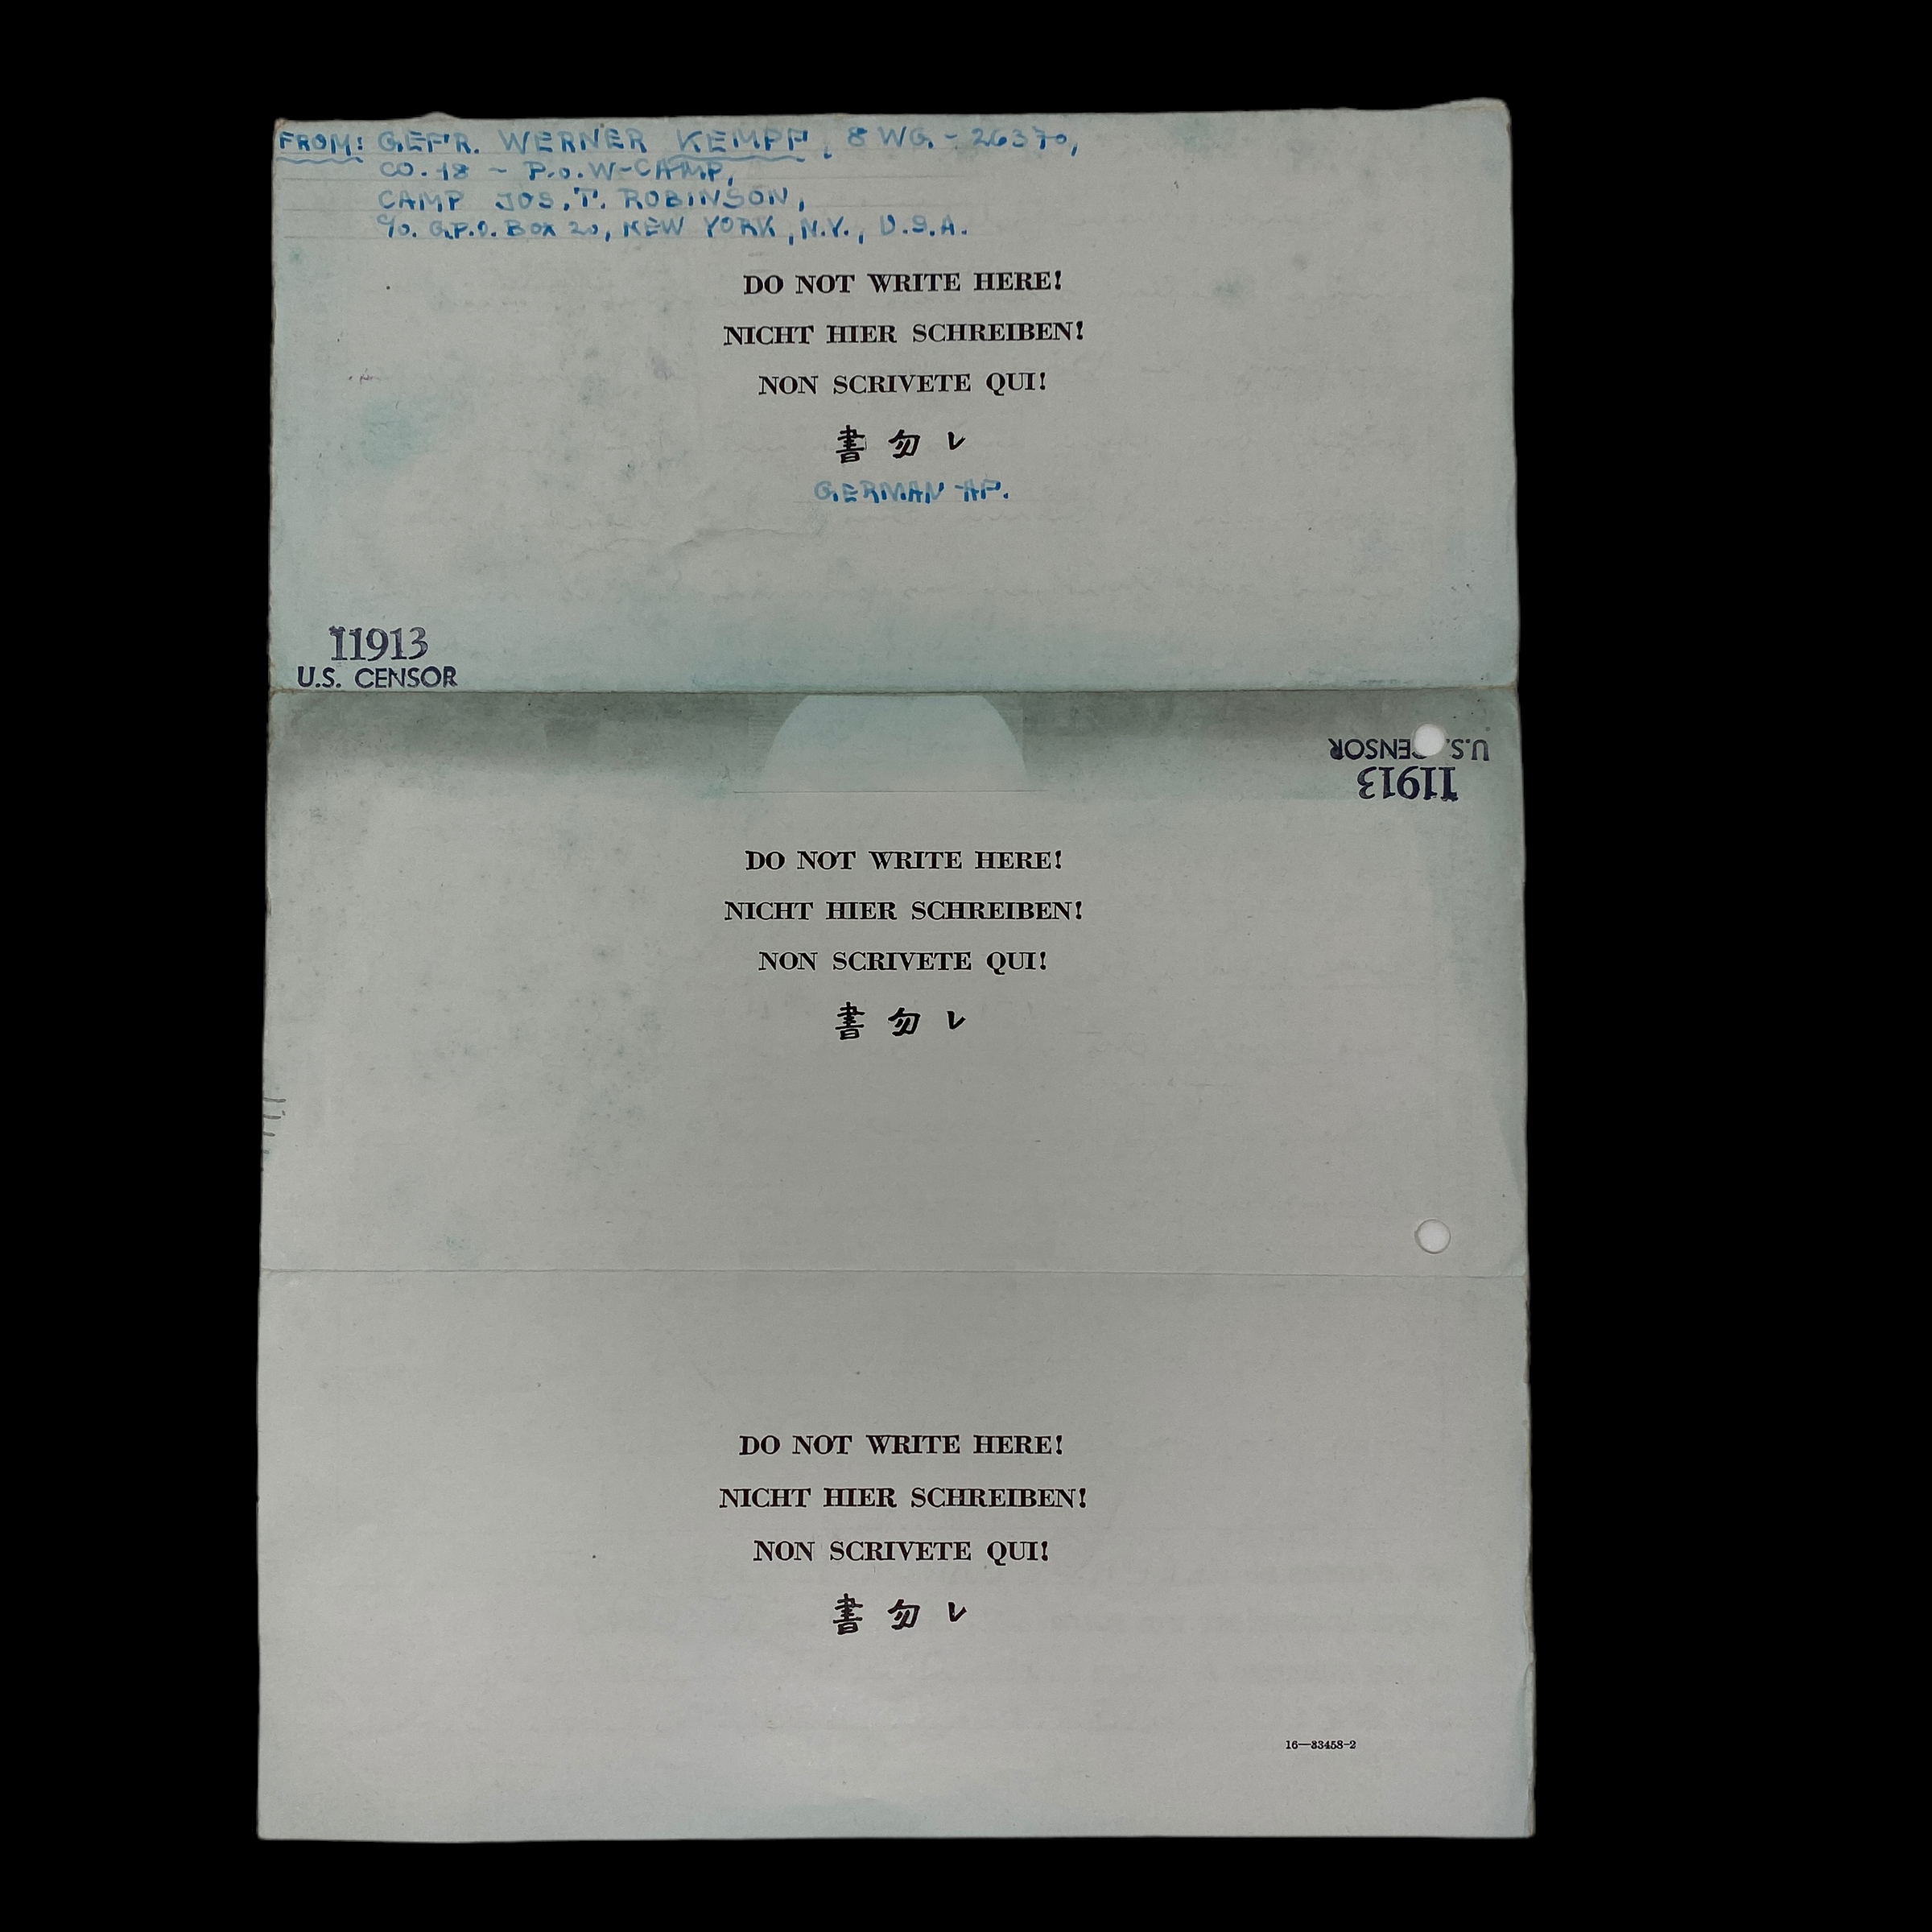 FROM: GEFR. WERNER KEMPF, 8 WG. - 26370,
CO. 18 - P.O.W-CAMP,
CAMP JOS. T. ROBINSON,
℅. G.P.O. BOX 20, NEW YORK, N.Y., U.S.A.
DO NOT WRITE HERE!
NICHT HIER SCHREIBEN!
NON SCRIVETE QUI!
書勿レ
GERMAN
11913
U.S. CENSOR
U.S. CENSOR
11913
DO NOT WRITE HERE!
NICHT HIER SCHREIBEN!
NON SCRIVETE QUI!
書勿レ
DO NOT WRITE HERE!
NICHT HIER SCHREIBEN!
NON SCRIVETE QUI!
書勿レ
16—33458-2